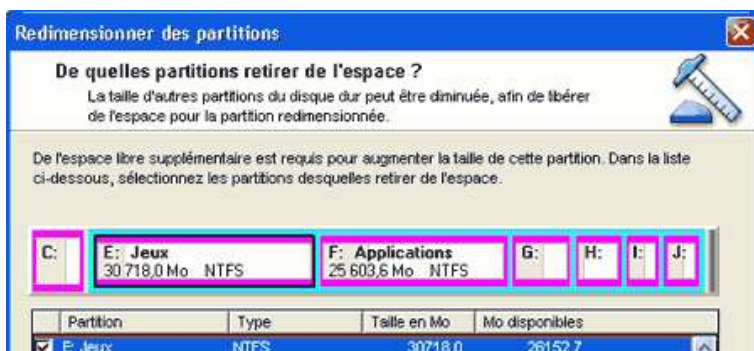 Redimensionner des partitions
De quelles partitions retirer de l'espace ?
La taille d'autres partitions du disque dur peut être diminuée, afin de libérer
de l'espace pour la partition redimensionnée.
De l'espace libre supplémentaire est requis pour augmenter la taille de cette partition. Dans la liste
ci-dessous, sélectionnez les partitions desquelles retirer de l'espace.
C: E: Jeux F: Applications G: H: I: J:
30 718,0 Mo NTFS 25 603,6 Mo NTFS
Partition Type Taille en Mo Mo disponibles
E: Jeux NTFS 30718,0 26152,7